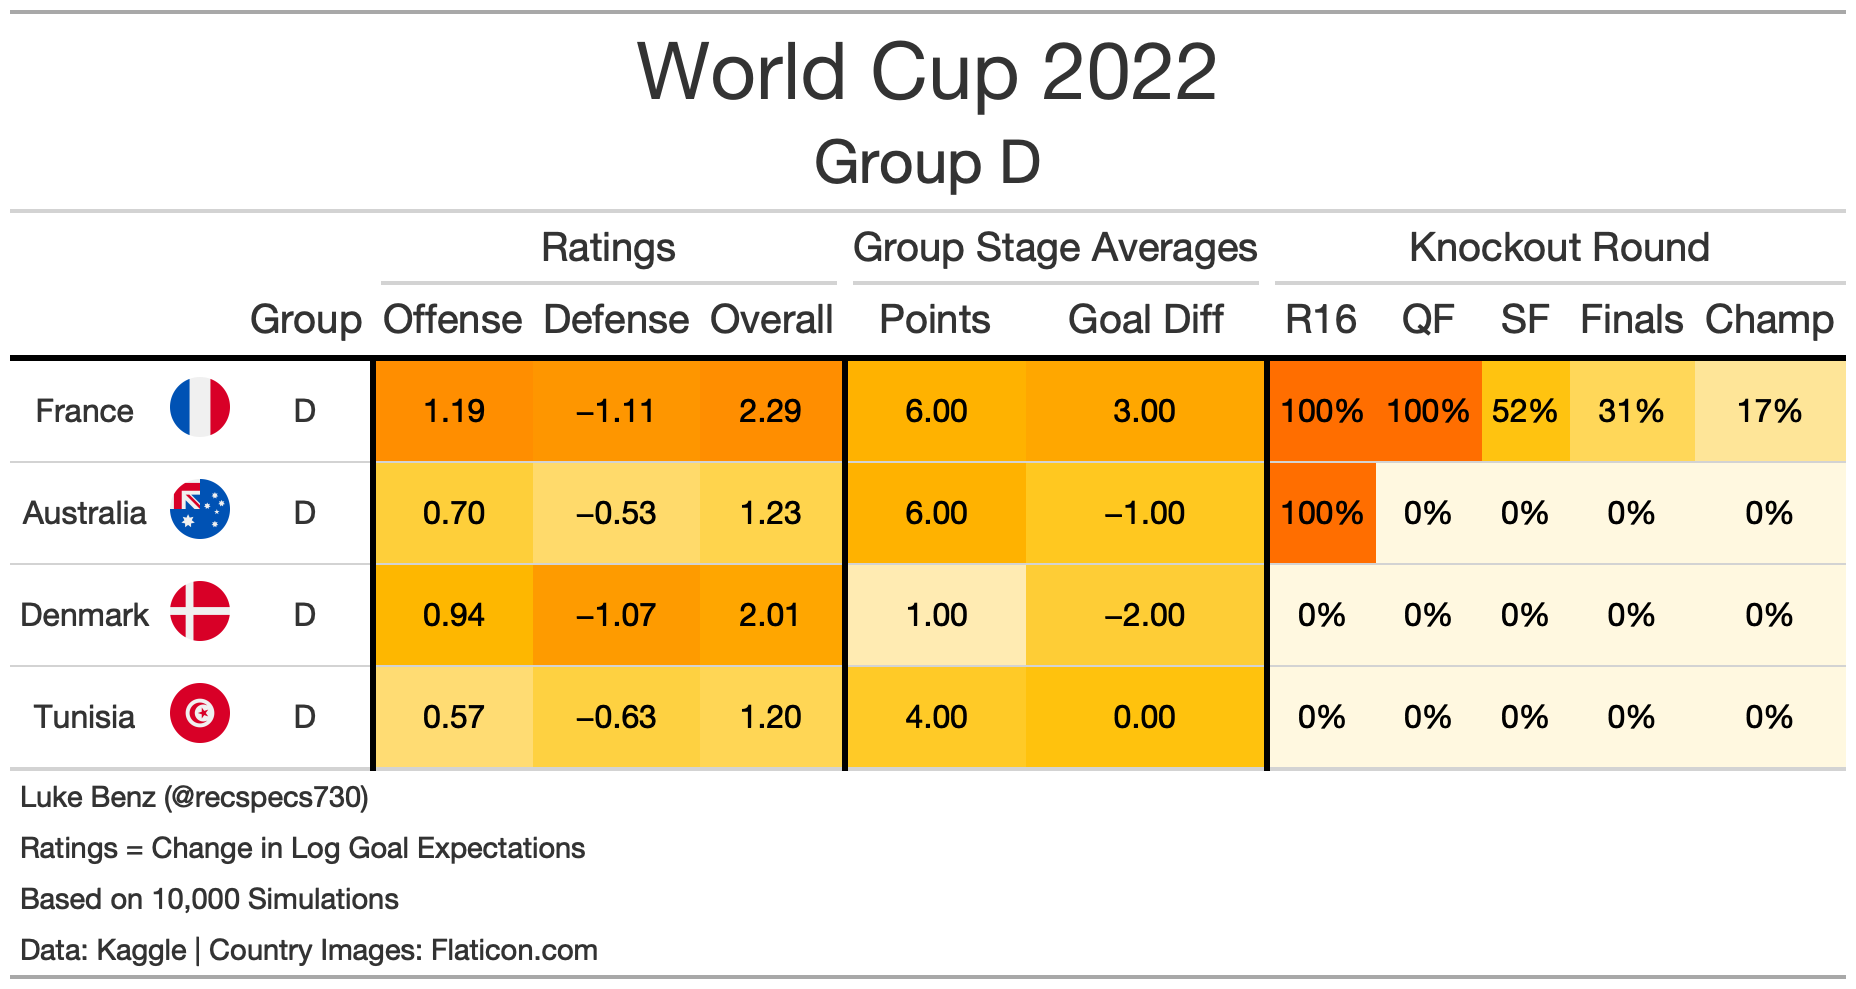 World Cup 2022
Group D
Ratings Group Stage Averages Knockout Round
Group Offense Defense Overall Points Goal Diff R16 QF SF Finals Champ
France D 1.19 −1.11 2.29 6.00 3.00 100% 100% 52% 31% 17%
Australia D 0.70 −0.53 1.23 6.00 −1.00 100% 0% 0% 0% 0%
Denmark D 0.94 −1.07 2.01 1.00 −2.00 0% 0% 0% 0% 0%
Tunisia D 0.57 −0.63 1.20 4.00 0.00 0% 0% 0% 0% 0%
Luke Benz (@recspecs730)
Ratings = Change in Log Goal Expectations
Based on 10,000 Simulations
Data: Kaggle | Country Images: Flaticon.com